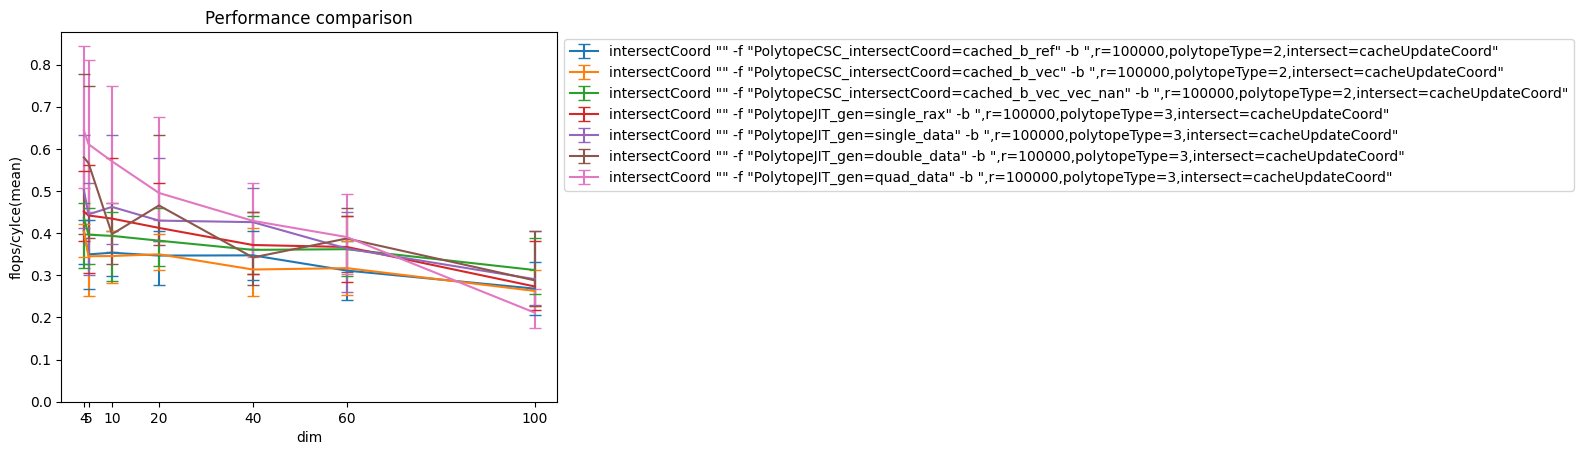 Performance comparison
flops/cylce(mean)
0.8
0.7
0.6
0.5
0.4
0.3
0.2
0.1
0.0
4 5 10 20 40 60 100
dim
intersectCoord "" -f "PolytopeCSC_intersectCoord=cached_b_ref" -b ",r=100000,polytopeType=2,intersect=cacheUpdateCoord"
intersectCoord "" -f "PolytopeCSC_intersectCoord=cached_b_vec" -b ",r=100000,polytopeType=2,intersect=cacheUpdateCoord"
intersectCoord "" -f "PolytopeCSC_intersectCoord=cached_b_vec_vec_nan" -b ",r=100000,polytopeType=2,intersect=cacheUpdateCoord"
intersectCoord "" -f "PolytopeJIT_gen=single_rax" -b ",r=100000,polytopeType=3,intersect=cacheUpdateCoord"
intersectCoord "" -f "PolytopeJIT_gen=single_data" -b ",r=100000,polytopeType=3,intersect=cacheUpdateCoord"
intersectCoord "" -f "PolytopeJIT_gen=double_data" -b ",r=100000,polytopeType=3,intersect=cacheUpdateCoord"
intersectCoord "" -f "PolytopeJIT_gen=quad_data" -b ",r=100000,polytopeType=3,intersect=cacheUpdateCoord"